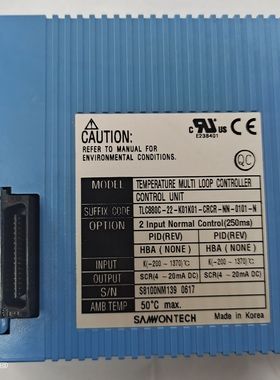 CAUTION:
REFER TO MANUAL FOR
ENVIRONMENTAL CONDITIONS.
c UL US
E238401
CE
QC
MODEL TEMPERATURE MULTI LOOP CONTROLLER
CONTROL UNIT
SUFFIX CODE TLC880C-22-K01K01-CRCR-NN-0101-N
OPTION 2 Input Normal Control(250ms)
PID(REV) PID(REV)
HBA ( NONE ) HBA ( NONE )
INPUT K(-200 ~ 1370)°C K(-200 ~ 1370)°C
OUTPUT SCR(4 ~ 20mA DC) SCR(4 ~ 20mA DC)
S/N S8100NM139 0617
AMB TEMP 50°C max.
SAMWONTECH Made in Korea